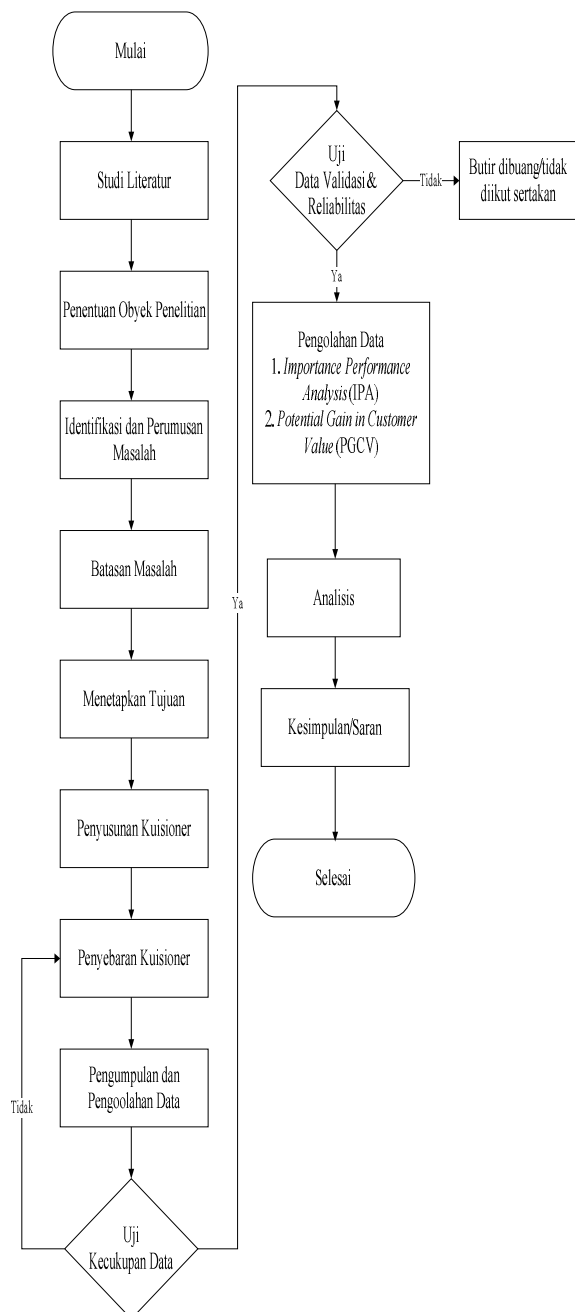 Mulai
Studi Literatur
Penentuan Obyek Penelitian
Identifikasi dan Perumusan
Masalah
Batasan Masalah
Menetapkan Tujuan
Penyusunan Kuisioner
Penyebaran Kuisioner
Pengumpulan dan
Pengoolahan Data
Tidak
Uji
Kecukupan Data
Ya
Uji
Data Validasi &
Reliabilitas
Tidak
Butir dibuang/tidak
diikut sertakan
Ya
Pengolahan Data
1. Importance Performance
Analysis (IPA)
2. Potential Gain in Customer
Value (PGCV)
Analisis
Kesimpulan/Saran
Selesai